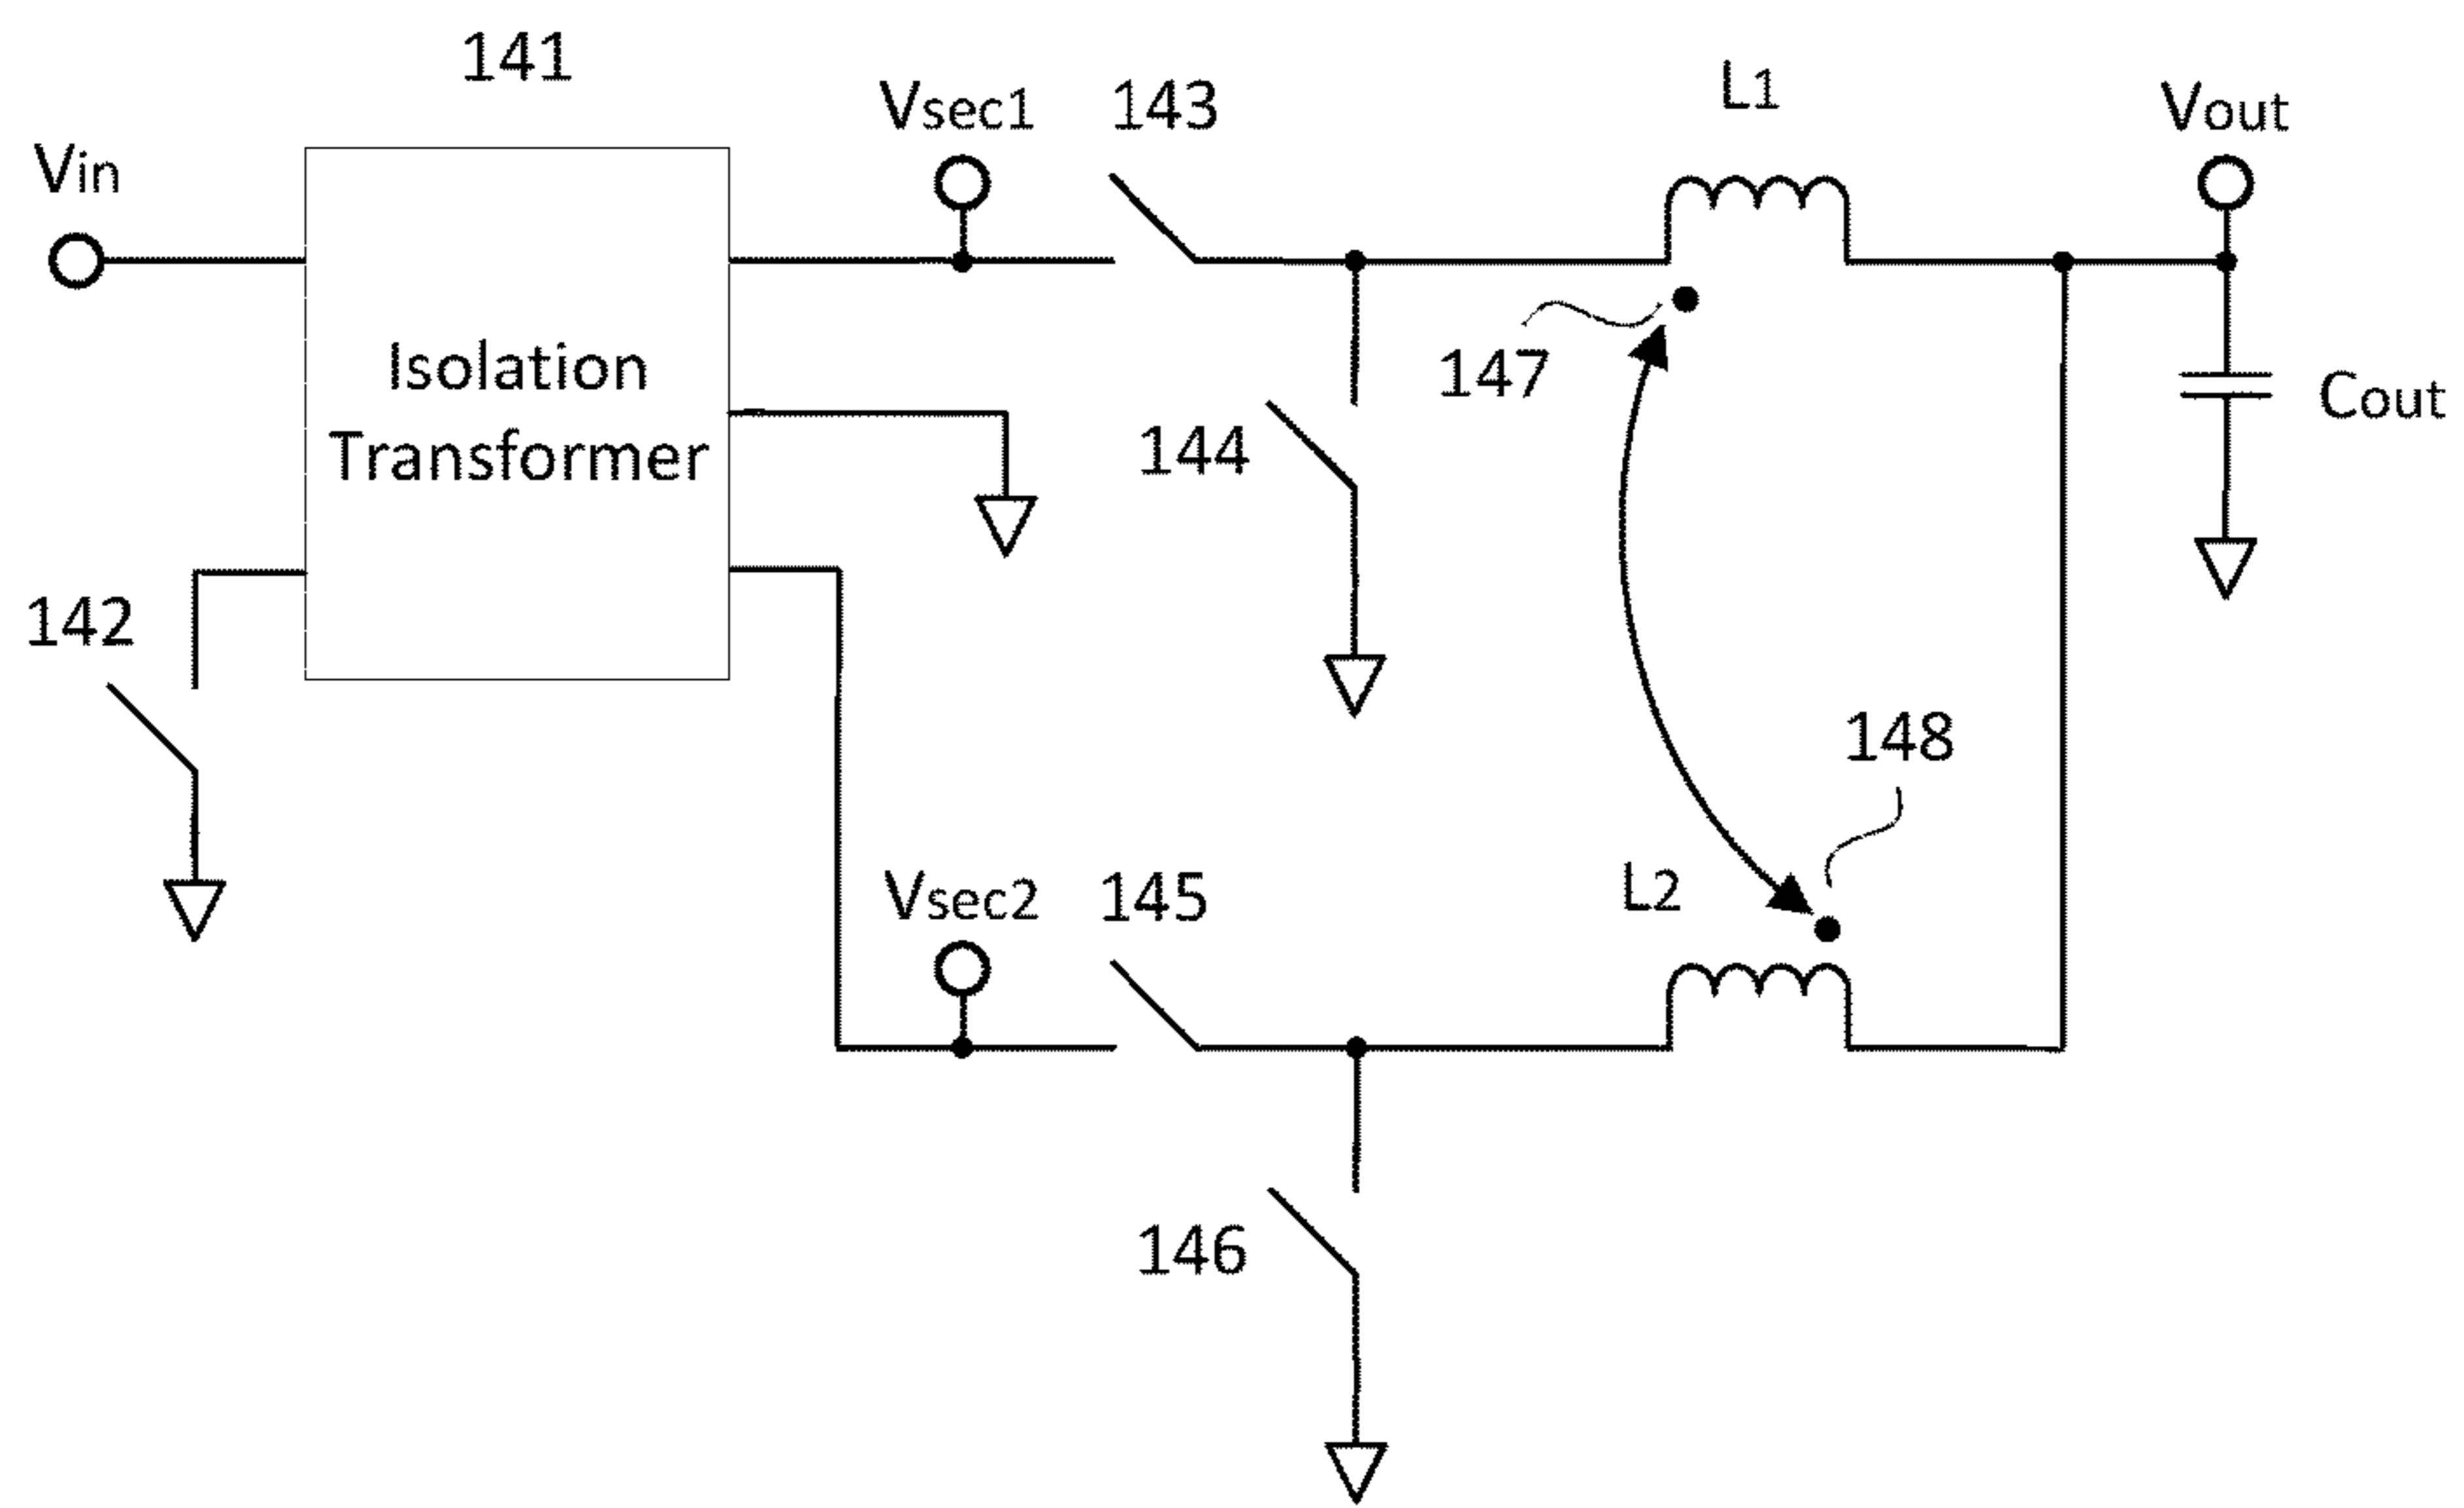 141
Vin
Vsec1
143
L1
Vout
Isolation
Transformer
147
144
Cout
142
148
Vsec2
145
L2
146